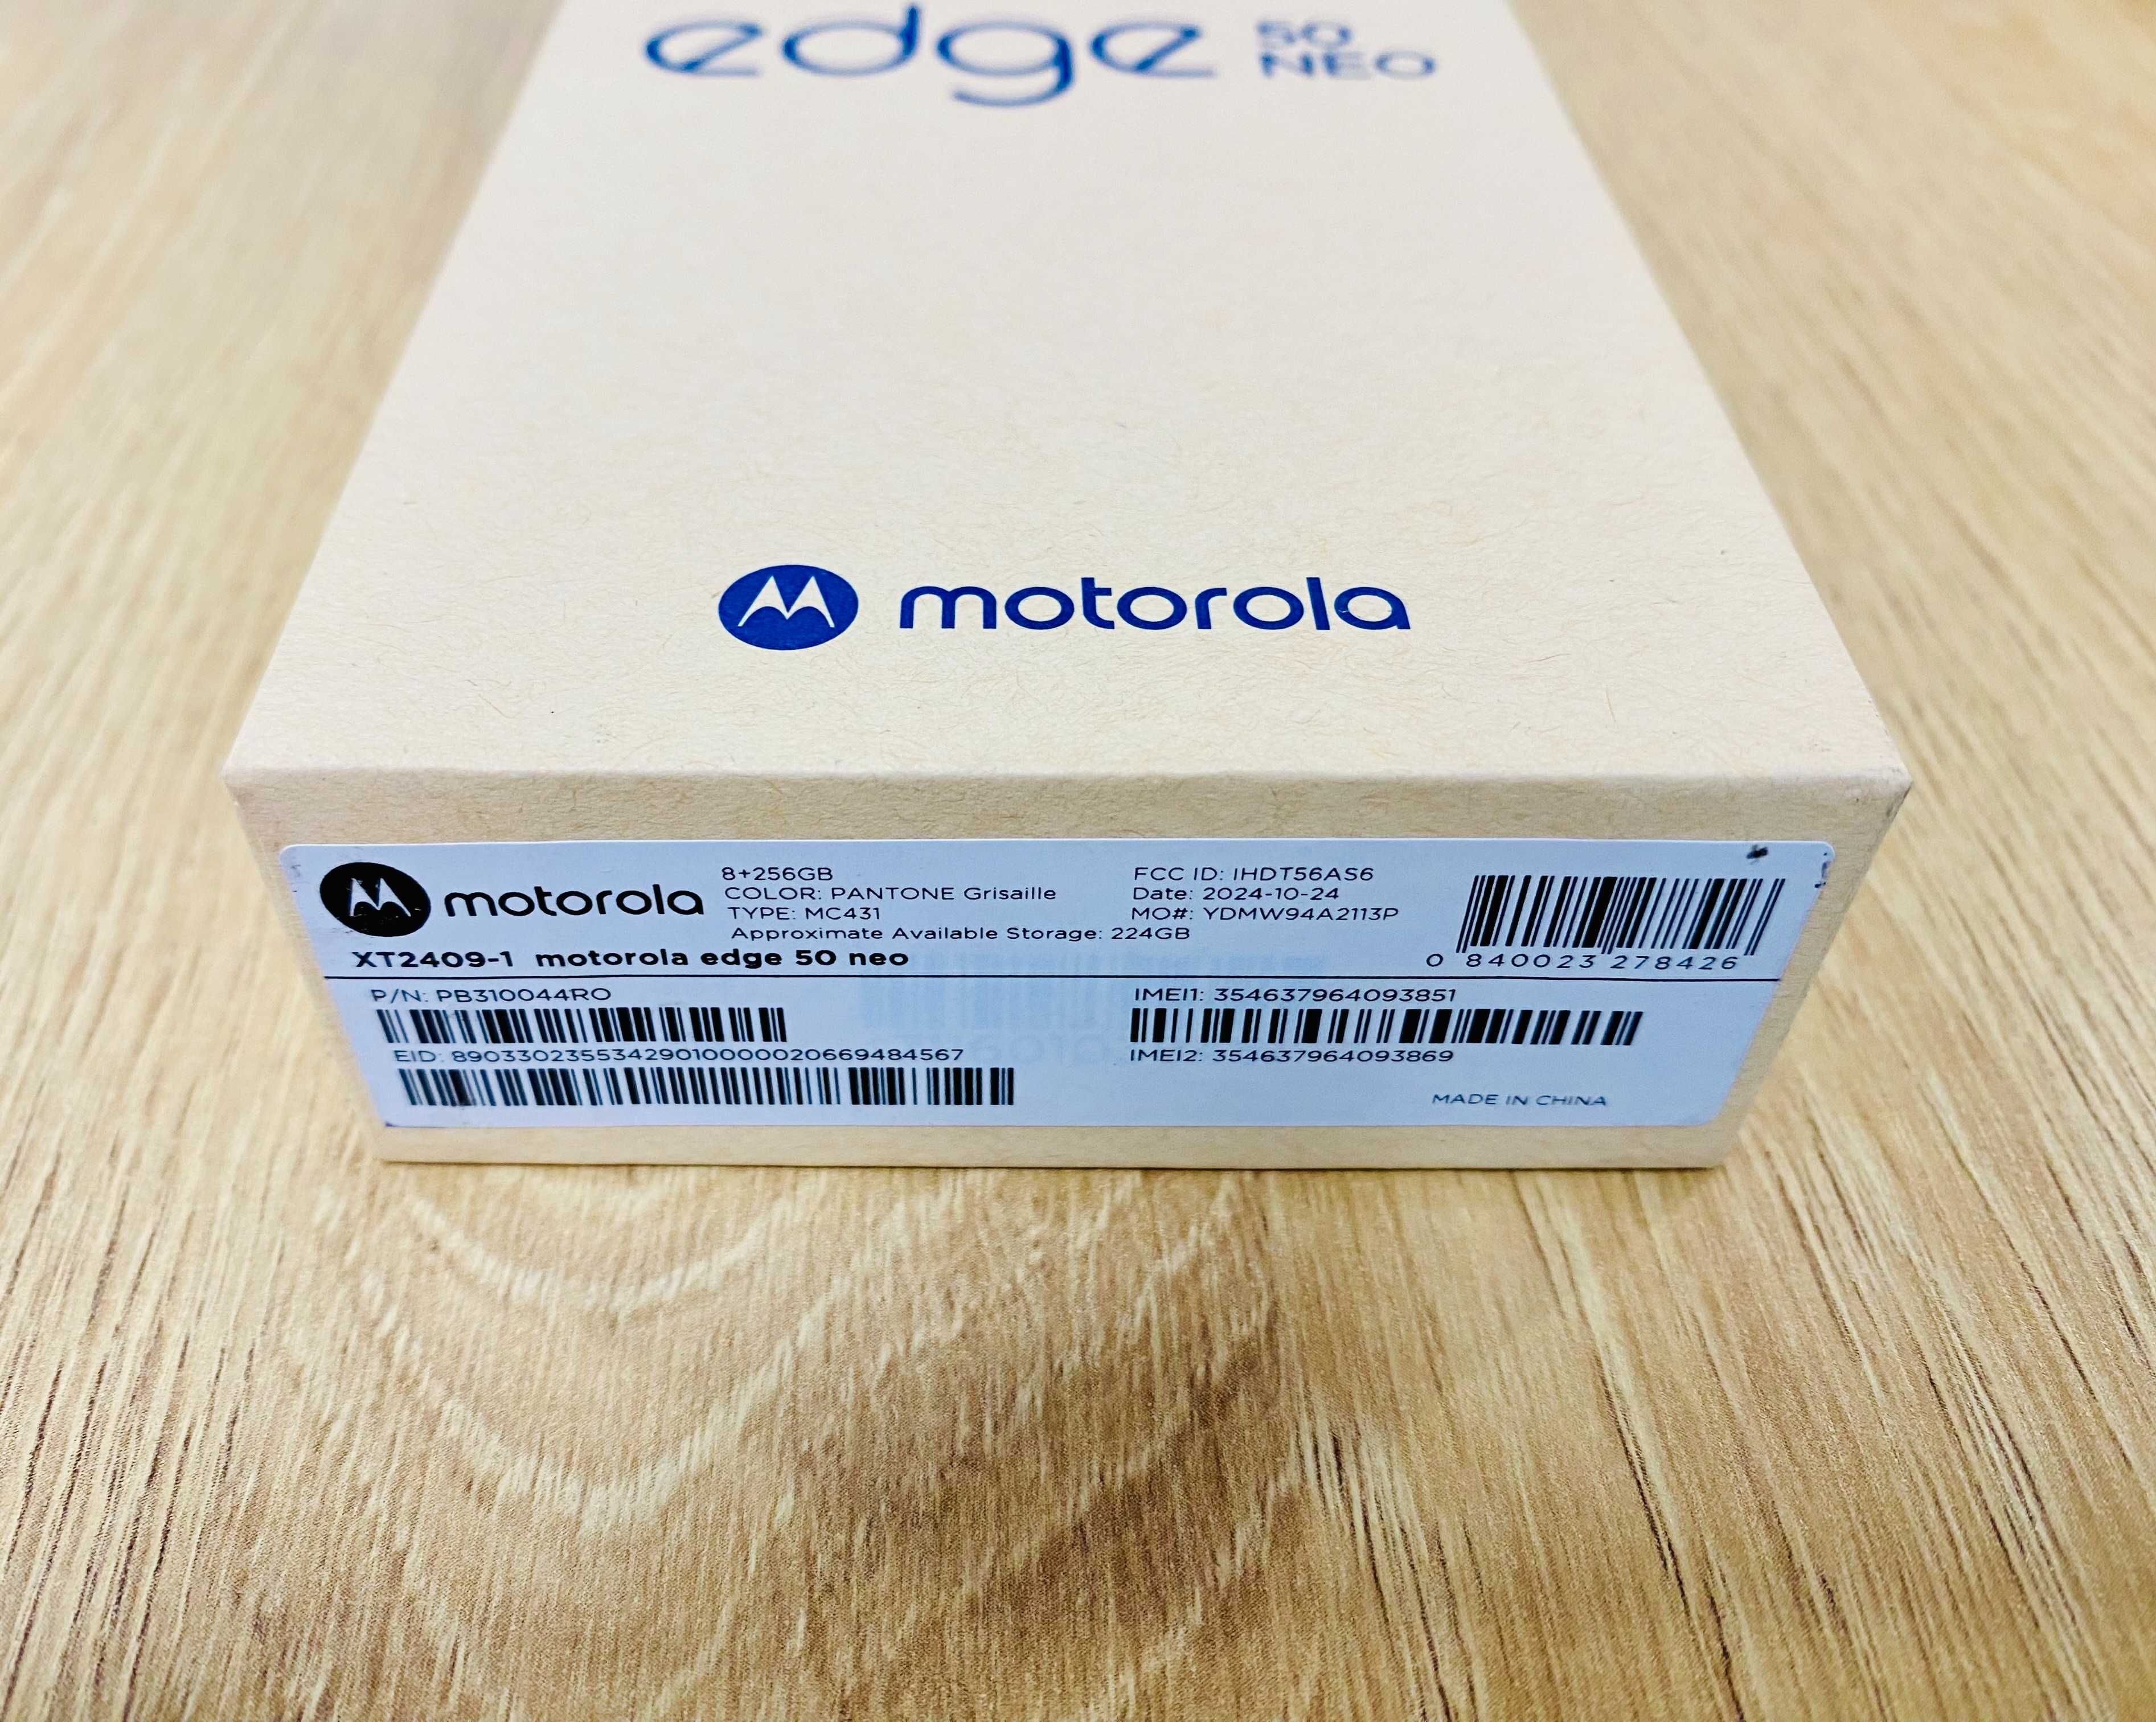 edge 50 NEO
motorola
motorola
8+256GB
COLOR: PANTONE Grisaille
TYPE: MC431
Approximate Available Storage: 224GB
FCC ID: IHDT56AS6
Date: 2024-10-24
MO#: YDMW94A2113P
XT2409-1 motorola edge 50 neo
0 840023 278426
P/N: PB310044RO
EID: 89033023553429010000020669484567
IMEI1: 354637964093851
IMEI2: 354637964093869
MADE IN CHINA